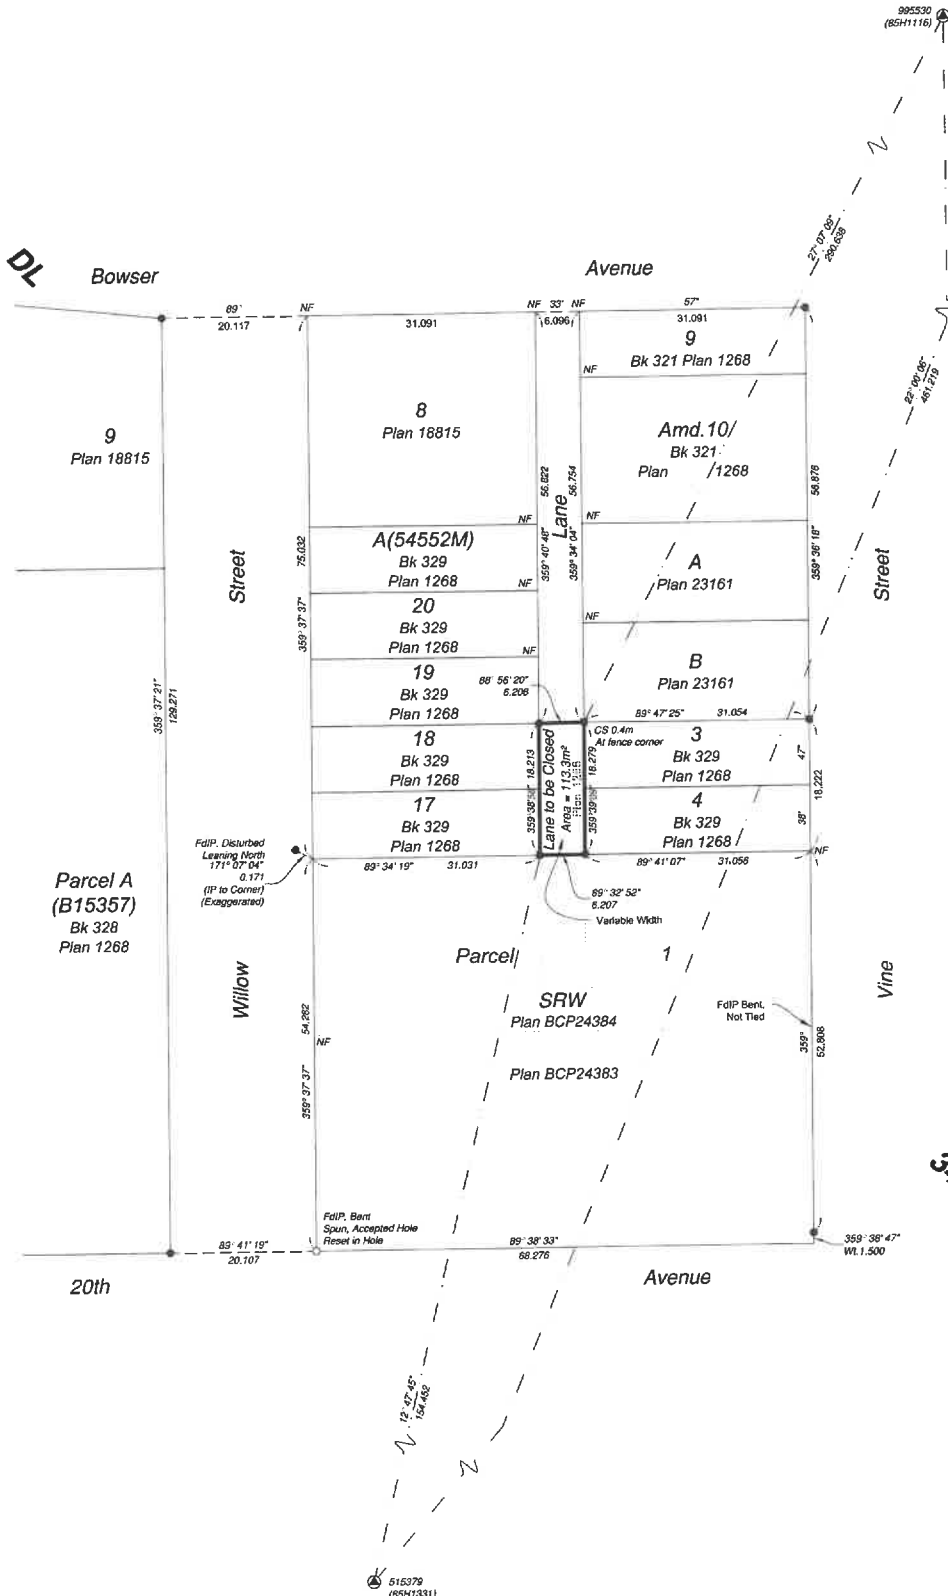 995530
(85H1116)
27° 07' 09"
290.638
DL
Bowser
Avenue
89°
20.117
NF
31.091
NF
33'
NF
6.096
57"
31.091
9
Bk 321 Plan 1268
NF
22° 00' 06"
461.219
9
Plan 18815
8
Plan 18815
Amd.10/
Bk 321
Plan /1268
56.822
359° 40' 48"
Lane
56.754
359° 34' 04"
56.876
359° 36' 18"
NF
NF
A(54552M)
Bk 329
Plan 1268
NF
A
Plan 23161
Street
75.032
359° 37' 37"
Street
20
Bk 329
Plan 1268
NF
NF
B
Plan 23161
19
Bk 329
Plan 1268
88° 56' 20"
6.206
89° 47' 25"
31.054
359° 37' 21"
129.271
CS 0.4m
At fence corner
18
Bk 329
Plan 1268
18.213
Lane to be Closed
Area = 113.3m²
18.279
3
Bk 329
Plan 1268
47"
18.222
38"
17
Bk 329
Plan 1268
4
Bk 329
Plan 1268
NF
FdIP. Disturbed
Leaning North
171° 07' 04"
0.171
(IP to Corner)
(Exaggerated)
89° 34' 19"
31.031
89° 41' 07"
31.056
89° 32' 52"
6.207
Variable Width
Parcel A
(B15357)
Bk 328
Plan 1268
Parcel
1
SRW
Plan BCP24384
Plan BCP24383
Willow
54.262
NF
359° 37' 37"
FdIP Bent,
Not Tied
359°
52.808
Vine
FdIP, Bent
Spun, Accepted Hole
Reset in Hole
89° 41' 19"
20.107
89° 38' 33"
68.276
359° 36' 47"
Wt.1.500
20th
Avenue
12° 47' 45"
154.452
515379
(85H1331)